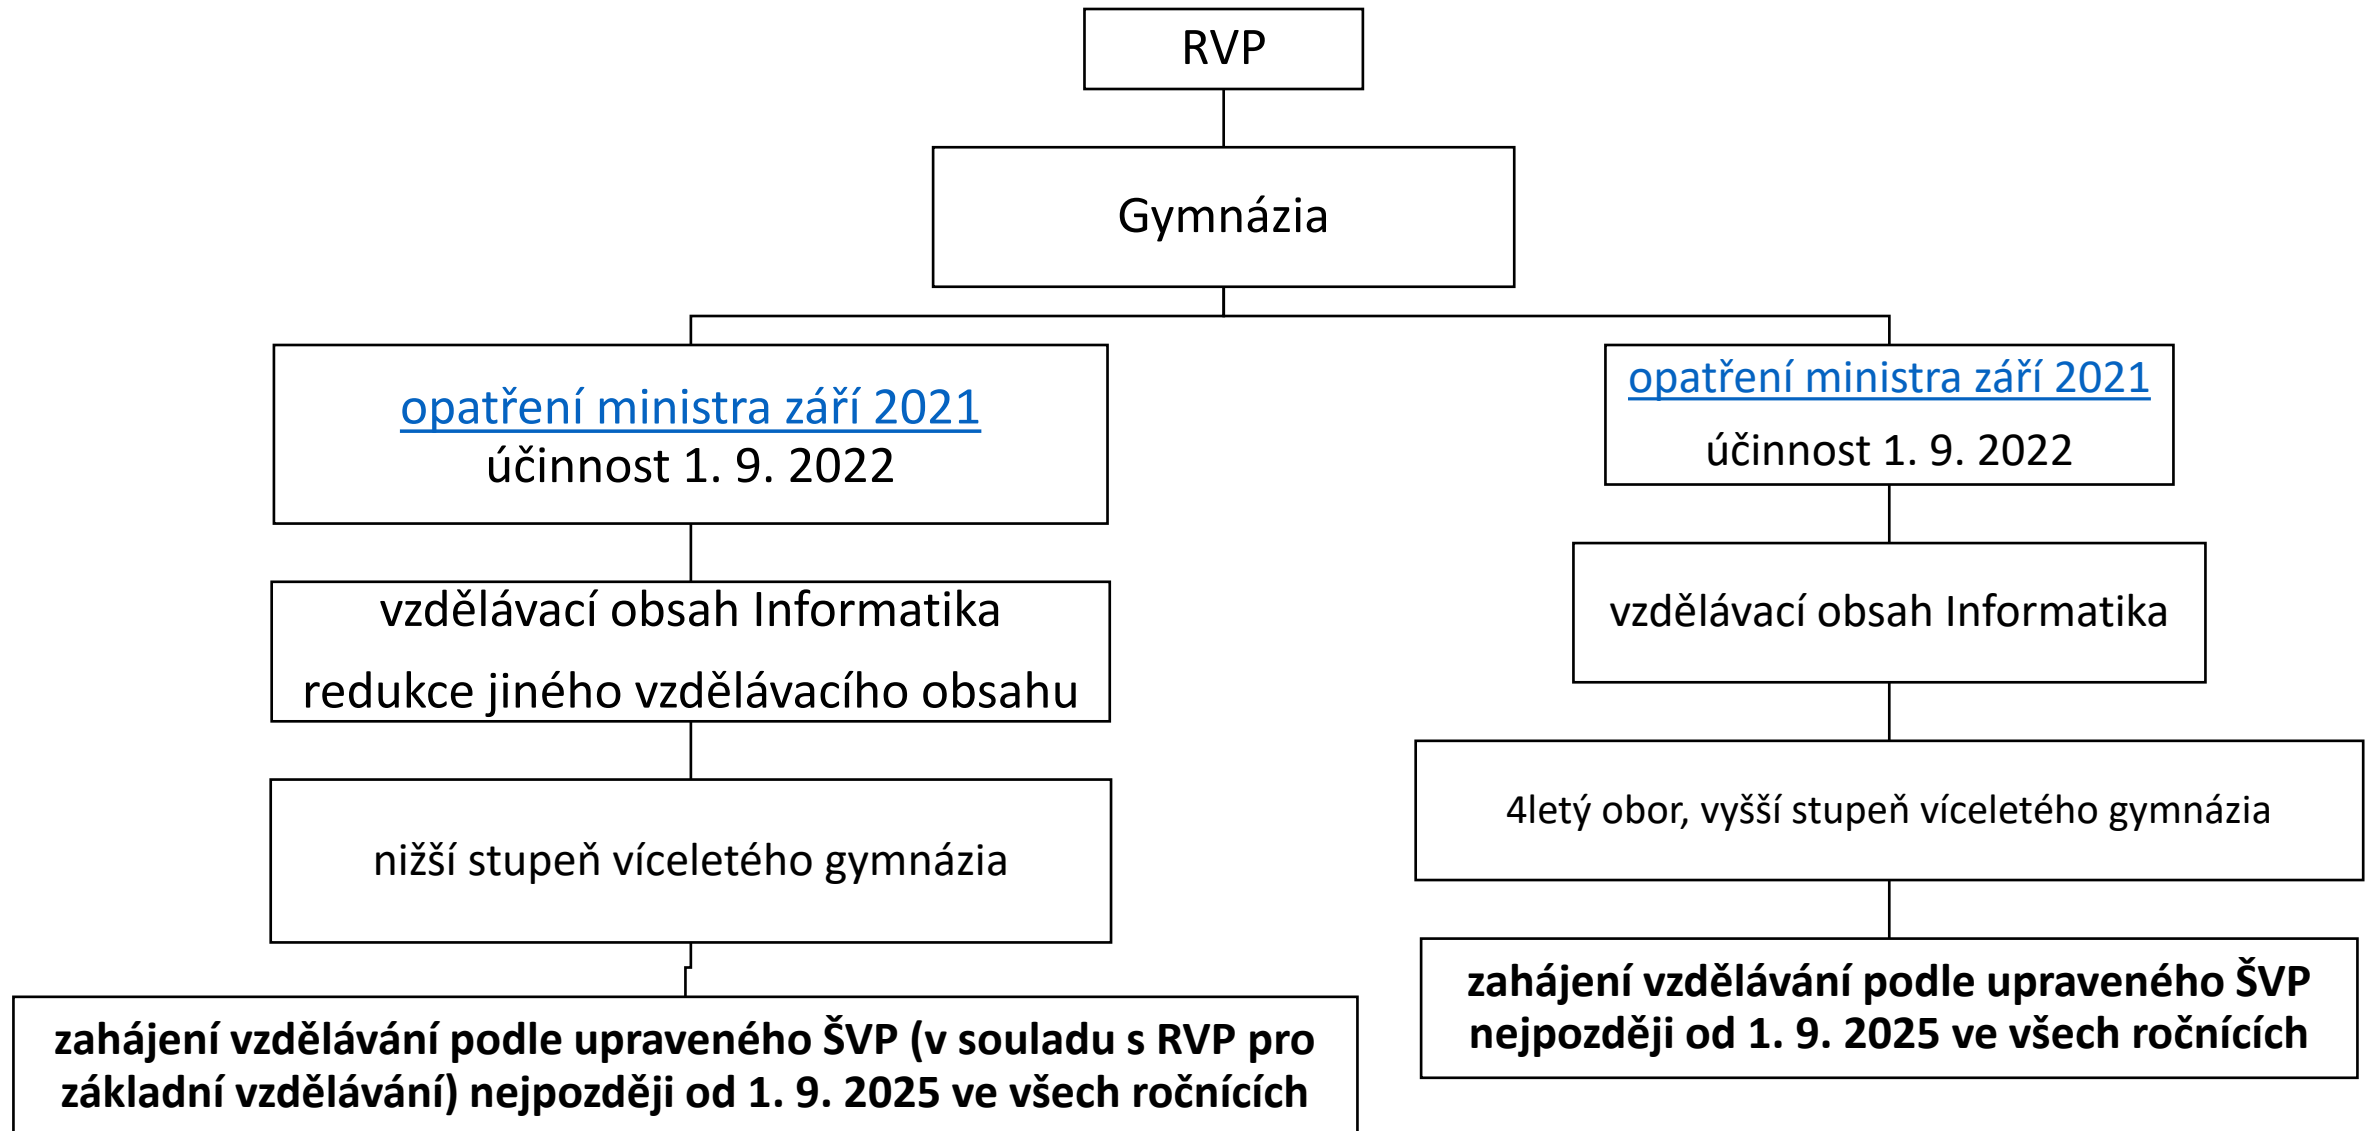 RVP
Gymnázia
opatření ministra září 2021
účinnost 1. 9. 2022
vzdělávací obsah Informatika
redukce jiného vzdělávacího obsahu
nižší stupeň víceletého gymnázia
zahájení vzdělávání podle upraveného ŠVP (v souladu s RVP pro
základní vzdělávání) nejpozději od 1. 9. 2025 ve všech ročnících
opatření ministra září 2021
účinnost 1. 9. 2022
vzdělávací obsah Informatika
4letý obor, vyšší stupeň víceletého gymnázia
zahájení vzdělávání podle upraveného ŠVP
nejpozději od 1. 9. 2025 ve všech ročnících